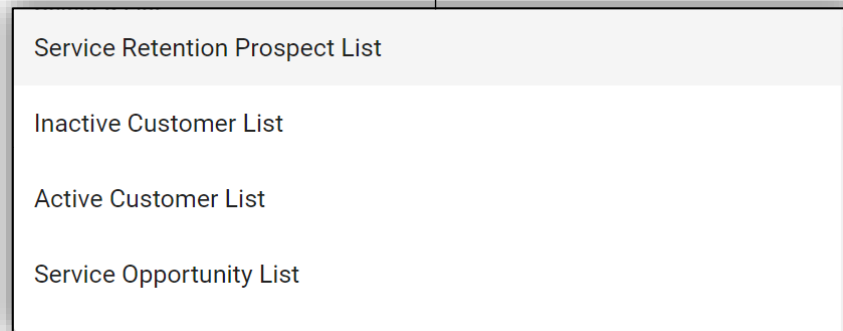 Service Retention Prospect List
Inactive Customer List
Active Customer List
Service Opportunity List